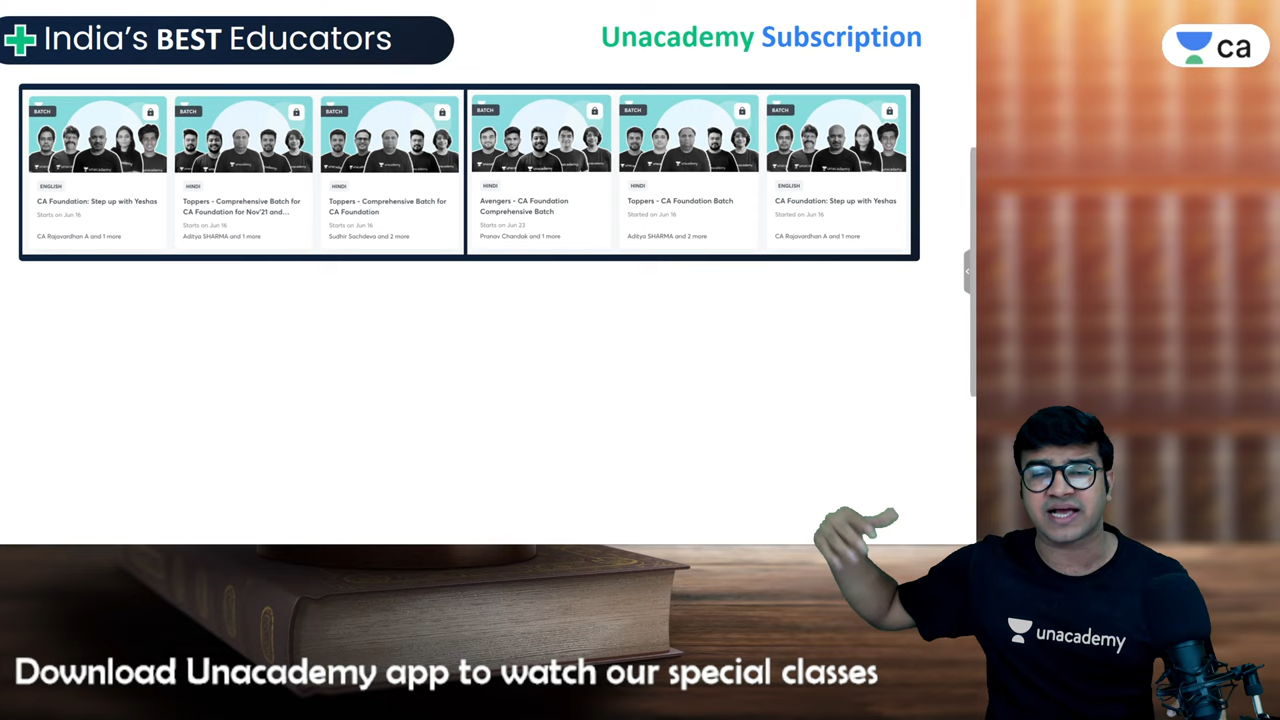 India's BEST Educators
Unacademy Subscription
ca
BATCH
ENGLISH
CA Foundation: Step up with Yeshas
Starts on Jun 16
CA Rajavardhan A and 1 more
BATCH
HINDI
Toppers - Comprehensive Batch for
CA Foundation for Nov'21 and...
Starts on Jun 16
Aditya SHARMA and 1 more
BATCH
HINDI
Toppers - Comprehensive Batch for
CA Foundation
Starts on Jun 16
Sudhir Sachdeva and 2 more
BATCH
HINDI
Avengers - CA Foundation
Comprehensive Batch
Starts on Jun 23
Pranav Chandak and 1 more
BATCH
HINDI
Toppers - CA Foundation Batch
Started on Jun 16
Aditya SHARMA and 2 more
BATCH
ENGLISH
CA Foundation: Step up with Yeshas
Started on Jun 16
CA Rajavardhan A and 1 more
unacademy
Download Unacademy app to watch our special classes